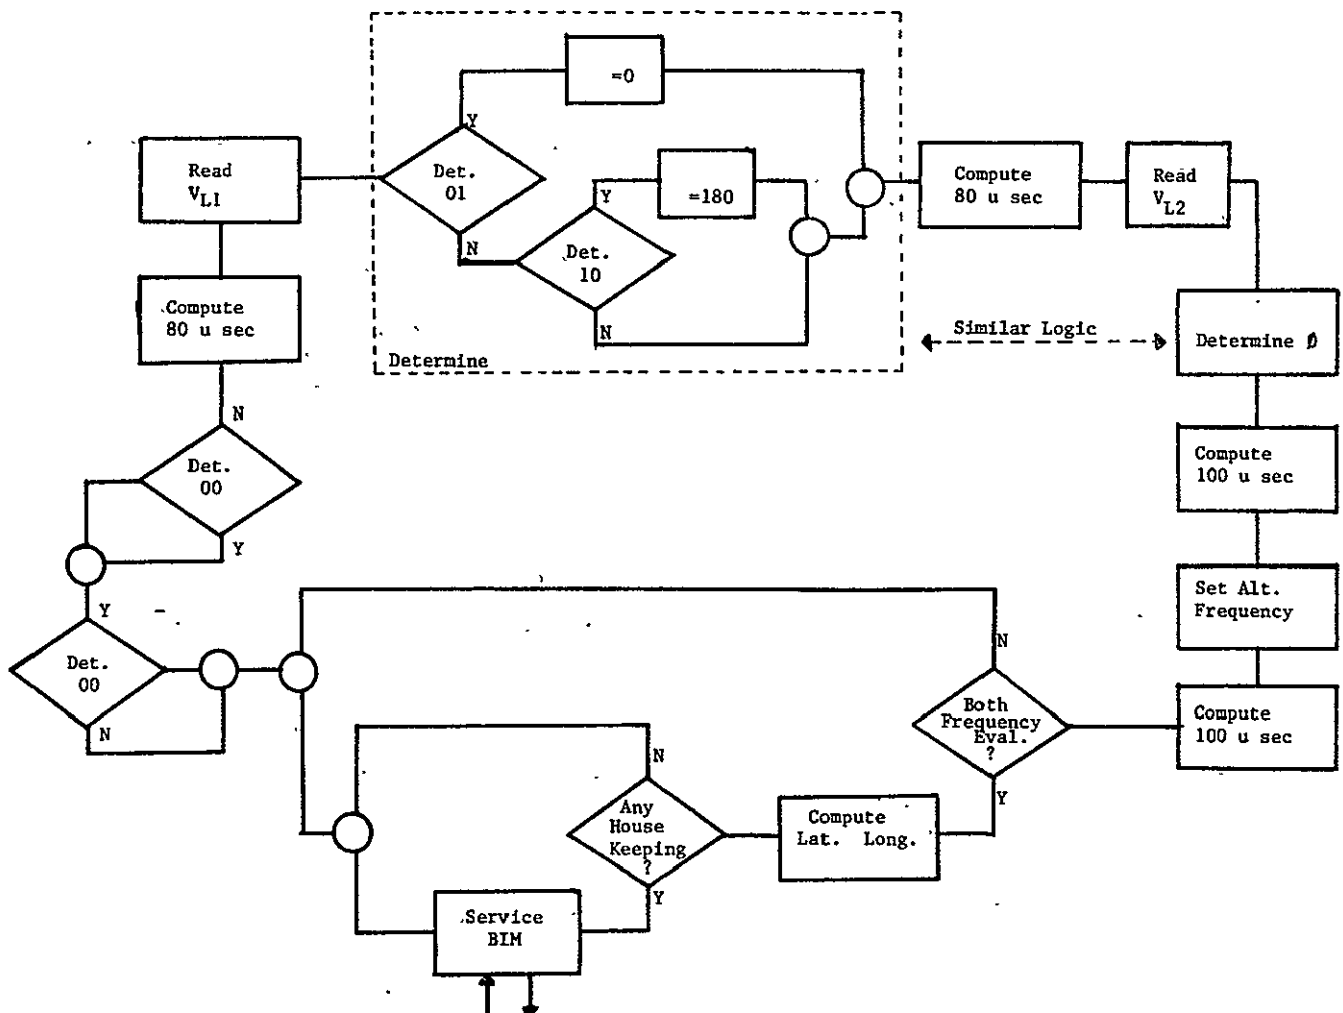 =0
Y
Read
VL1
Det.
01
Y
=180
N
Det.
10
N
Determine
Compute
80 u sec
Read
VL2
Similar Logic
Determine Ø
Compute
80 u sec
N
Det.
00
Y
Compute
100 u sec
Set Alt.
Frequency
Compute
100 u sec
Y
Det.
00
N
N
Both
Frequency
Eval.
?
Y
N
Any
House
Keeping
?
Y
Compute
Lat. Long.
Service
BIM